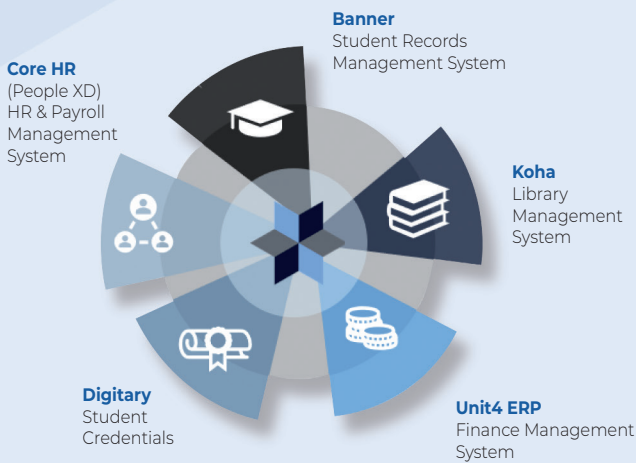 Banner
Student Records
Management System
Core HR
(People XD)
HR & Payroll
Management
System
Koha
Library
Management
System
Digitary
Student
Credentials
Unit4 ERP
Finance Management
System